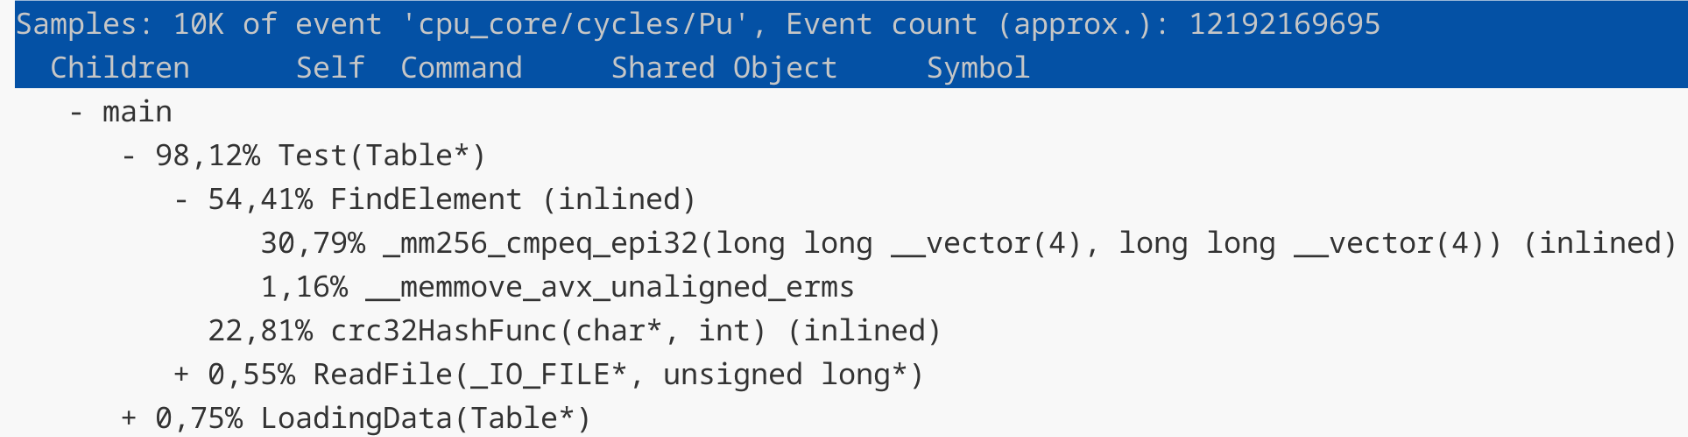 Samples: 10K of event 'cpu_core/cycles/Pu', Event count (approx.): 12192169695
Children Self Command Shared Object Symbol
- main
- 98,12% Test(Table*)
- 54,41% FindElement (inlined)
30,79% _mm256_cmpeq_epi32(long long __vector(4), long long __vector(4)) (inlined)
1,16% __memmove_avx_unaligned_erms
22,81% crc32HashFunc(char*, int) (inlined)
+ 0,55% ReadFile(_IO_FILE*, unsigned long*)
+ 0,75% LoadingData(Table*)